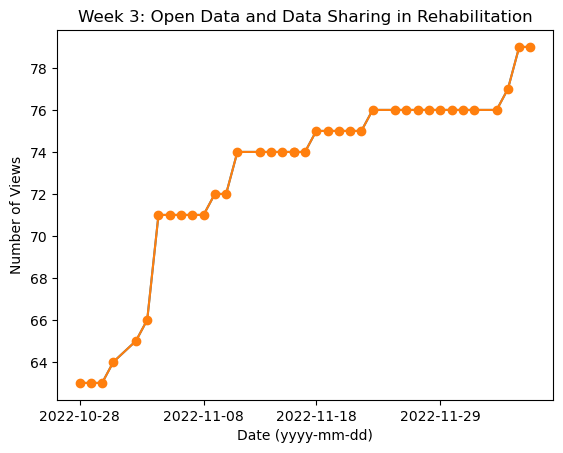 Week 3: Open Data and Data Sharing in Rehabilitation
78
76
74
72
70
68
66
64
Number of Views
2022-10-28 2022-11-08 2022-11-18 2022-11-29
Date (yyyy-mm-dd)